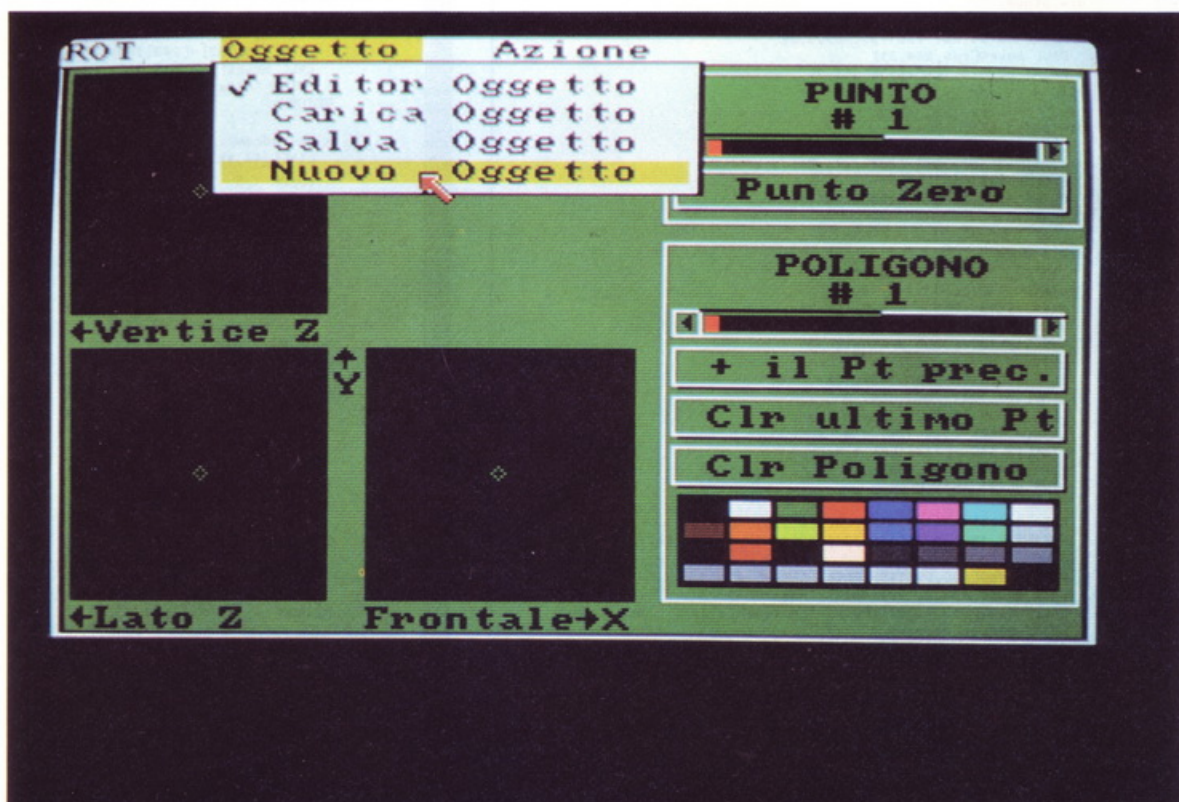 ROT Oggetto Azione
✓ Editor Oggetto
Carica Oggetto
Salva Oggetto
Nuovo Oggetto
PUNTO
# 1
Punto Zero
POLIGONO
# 1
+ il Pt prec.
Clr ultimo Pt
Clr Poligono
←Vertice Z
↑
Y
←Lato Z
Frontale→X